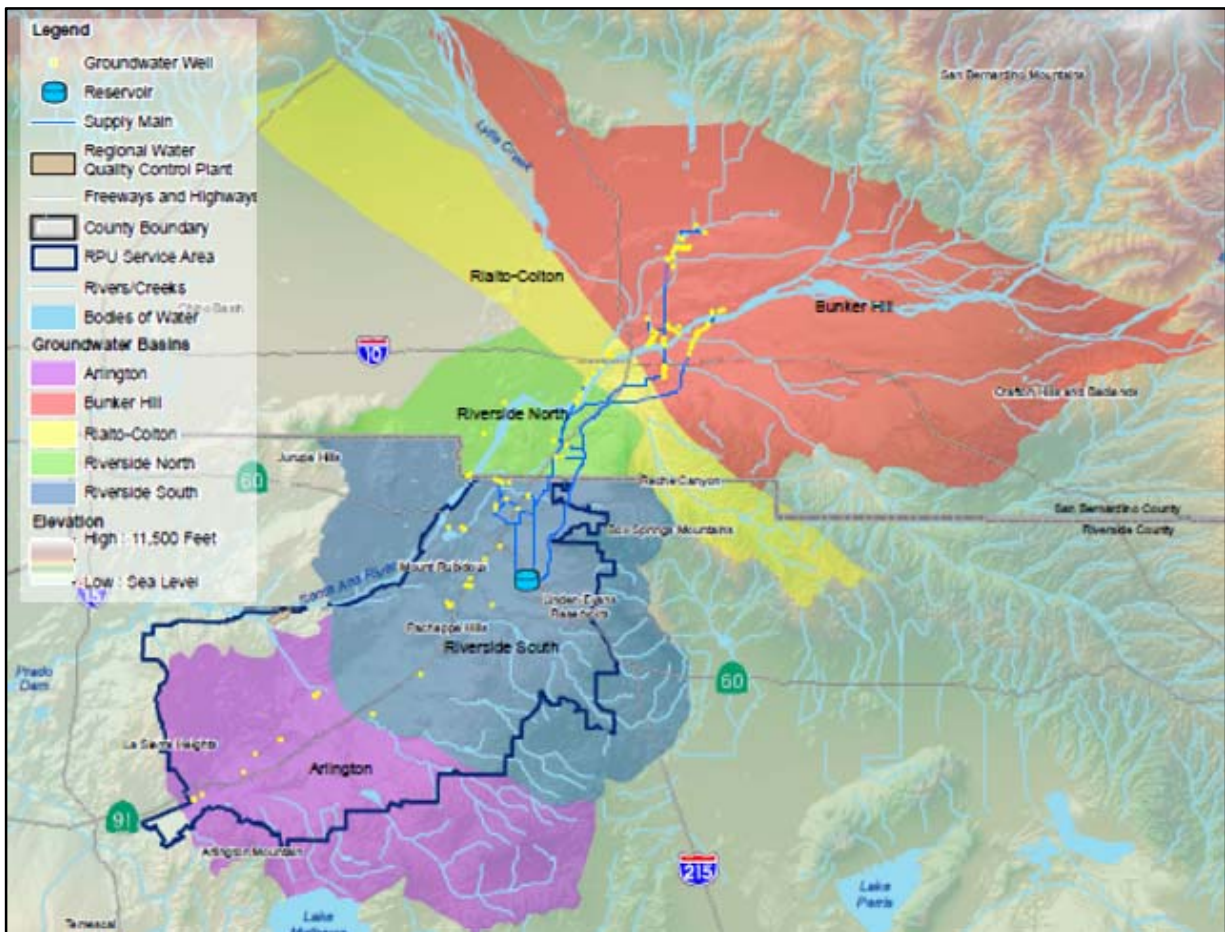 Legend
Groundwater Well
Reservoir
Supply Main
Regional Water
Quality Control Plant
Freeways and Highways
County Boundary
RPU Service Area
Rivers/Creeks
Bodies of Water
Groundwater Basins
Arlington
Bunker Hill
Rialto-Colton
Riverside North
Riverside South
Elevation
High : 11,500 Feet
Low : Sea Level
San Bernardino Mountains
Lytle Creek
Rialto-Colton
Bunker Hill
Chino Basin
10
Crafton Hills and Badlands
Riverside North
Jurupa Hills
60
Reche Canyon
San Bernardino County
Riverside County
Box Springs Mountains
Mount Rubidoux
Santa Ana River
Linden Evans
Reservoirs
Pachappa Hills
Riverside South
Prado
Dam
60
La Sierra Heights
Arlington
91
Arlington Mountain
215
Lake
Perris
Lake
Temescal